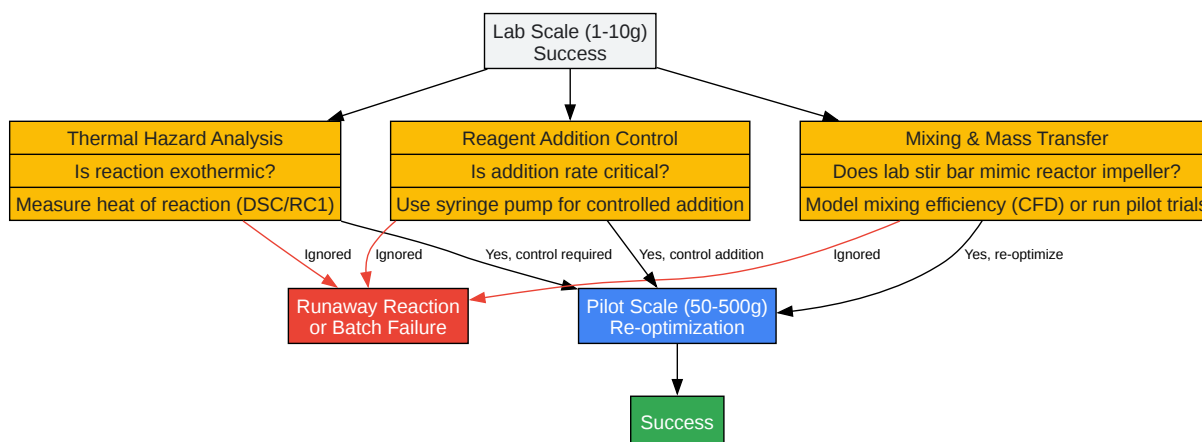 Lab Scale (1-10g)
Success
Thermal Hazard Analysis
Is reaction exothermic?
Measure heat of reaction (DSC/RC1)
Reagent Addition Control
Is addition rate critical?
Use syringe pump for controlled addition
Mixing & Mass Transfer
Does lab stir bar mimic reactor impeller?
Model mixing efficiency (CFD) or run pilot trials
Ignored
Ignored
Yes, control required
Yes, control addition
Ignored
Yes, re-optimize
Runaway Reaction
or Batch Failure
Pilot Scale (50-500g)
Re-optimization
Success